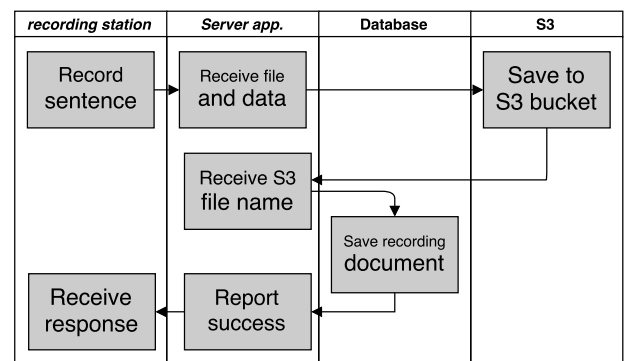 recording station
Server app.
Database
S3
Record
sentence
Receive file
and data
Save to
S3 bucket
Receive S3
file name
Save recording
document
Receive
response
Report
success